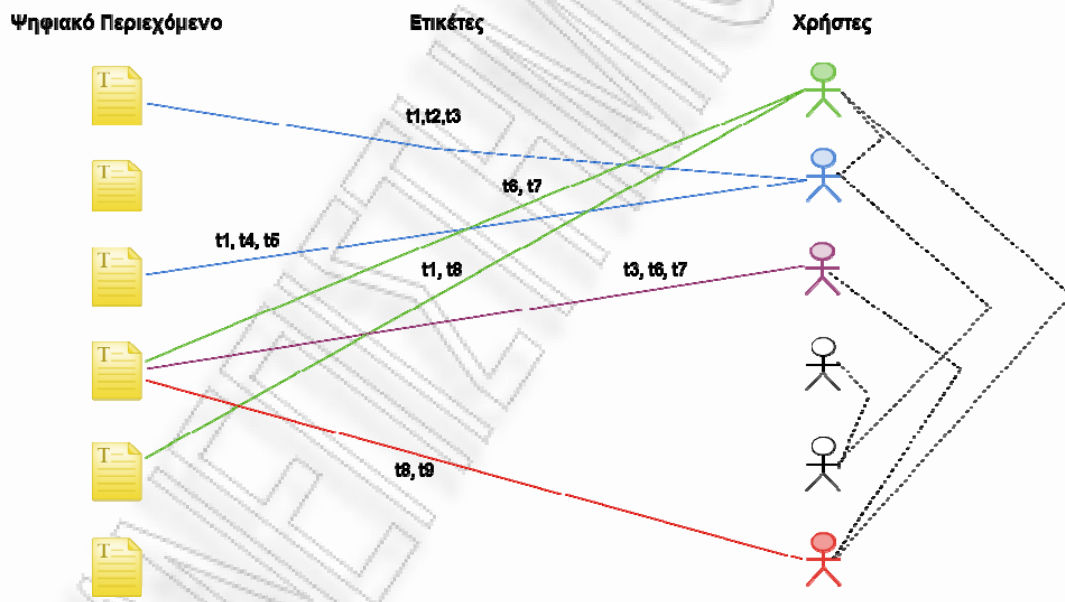 Ψηφιακό Περιεχόμενο Ετικέτες Χρήστες
t1,t2,t3
t6, t7
t1, t4, t5
t1, t8
t3, t6, t7
t8, t9